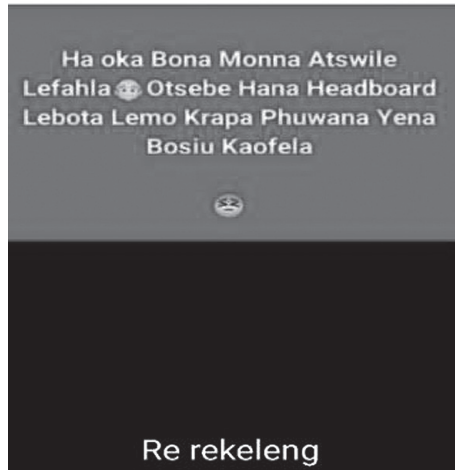 Ha oka Bona Monna Atswile
Lefahla😁 Otsebe Hana Headboard
Lebota Lemo Krapa Phuwana Yena
Bosiu Kaofela
😣
Re rekeleng